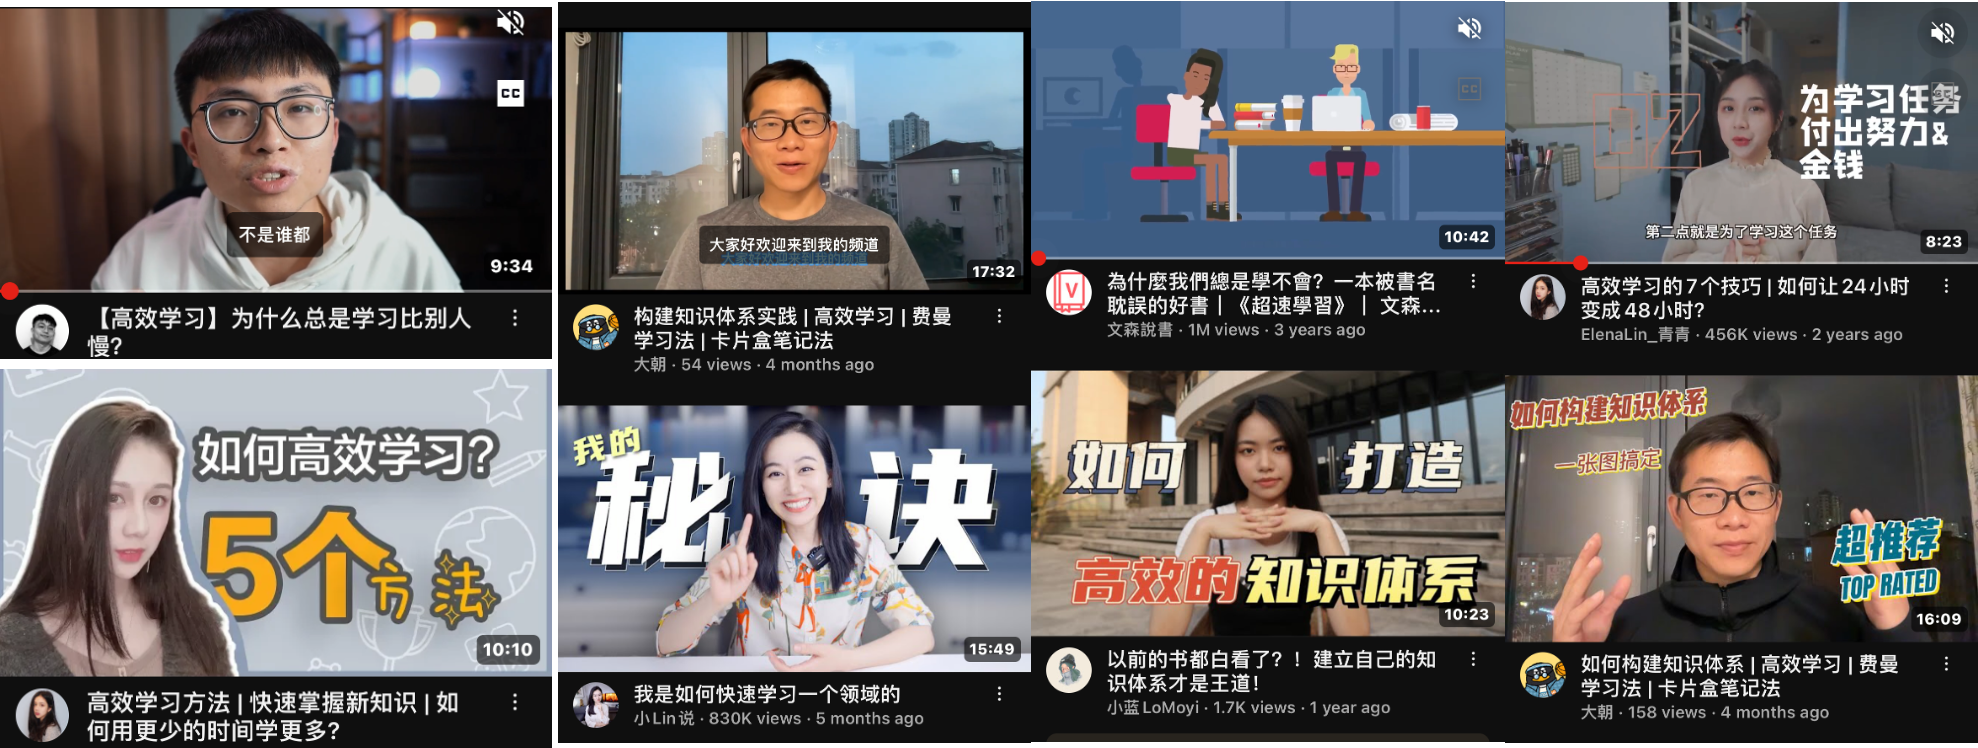 不是谁都
9:34
【高效学习】为什么总是学习比别人
慢?
如何高效学习?
5个方法
10:10
高效学习方法 | 快速掌握新知识 | 如
何用更少的时间学更多?
大家好欢迎来到我的频道
大家好欢迎来到我的频道
17:32
构建知识体系实践 | 高效学习 | 费曼
学习法 | 卡片盒笔记法
大朝 · 54 views · 4 months ago
我的
秘诀
15:49
我是如何快速学习一个领域的
小Lin说 · 830K views · 5 months ago
CC
10:42
V
為什麼我們總是學不會？一本被書名
耽誤的好書｜《超速學習》｜ 文森...
文森說書 · 1M views · 3 years ago
如何打造
高效的知识体系
10:23
以前的书都白看了？！建立自己的知
识体系才是王道！
小蓝LoMoyi · 1.7K views · 1 year ago
为学习任务
付出努力&
金钱
第二点就是为了学习这个任务
8:23
高效学习的7个技巧 | 如何让24小时
变成48小时?
ElenaLin_青青 · 456K views · 2 years ago
如何构建知识体系
一张图搞定
超推荐
TOP RATED
16:09
如何构建知识体系 | 高效学习 | 费曼
学习法 | 卡片盒笔记法
大朝 · 158 views · 4 months ago